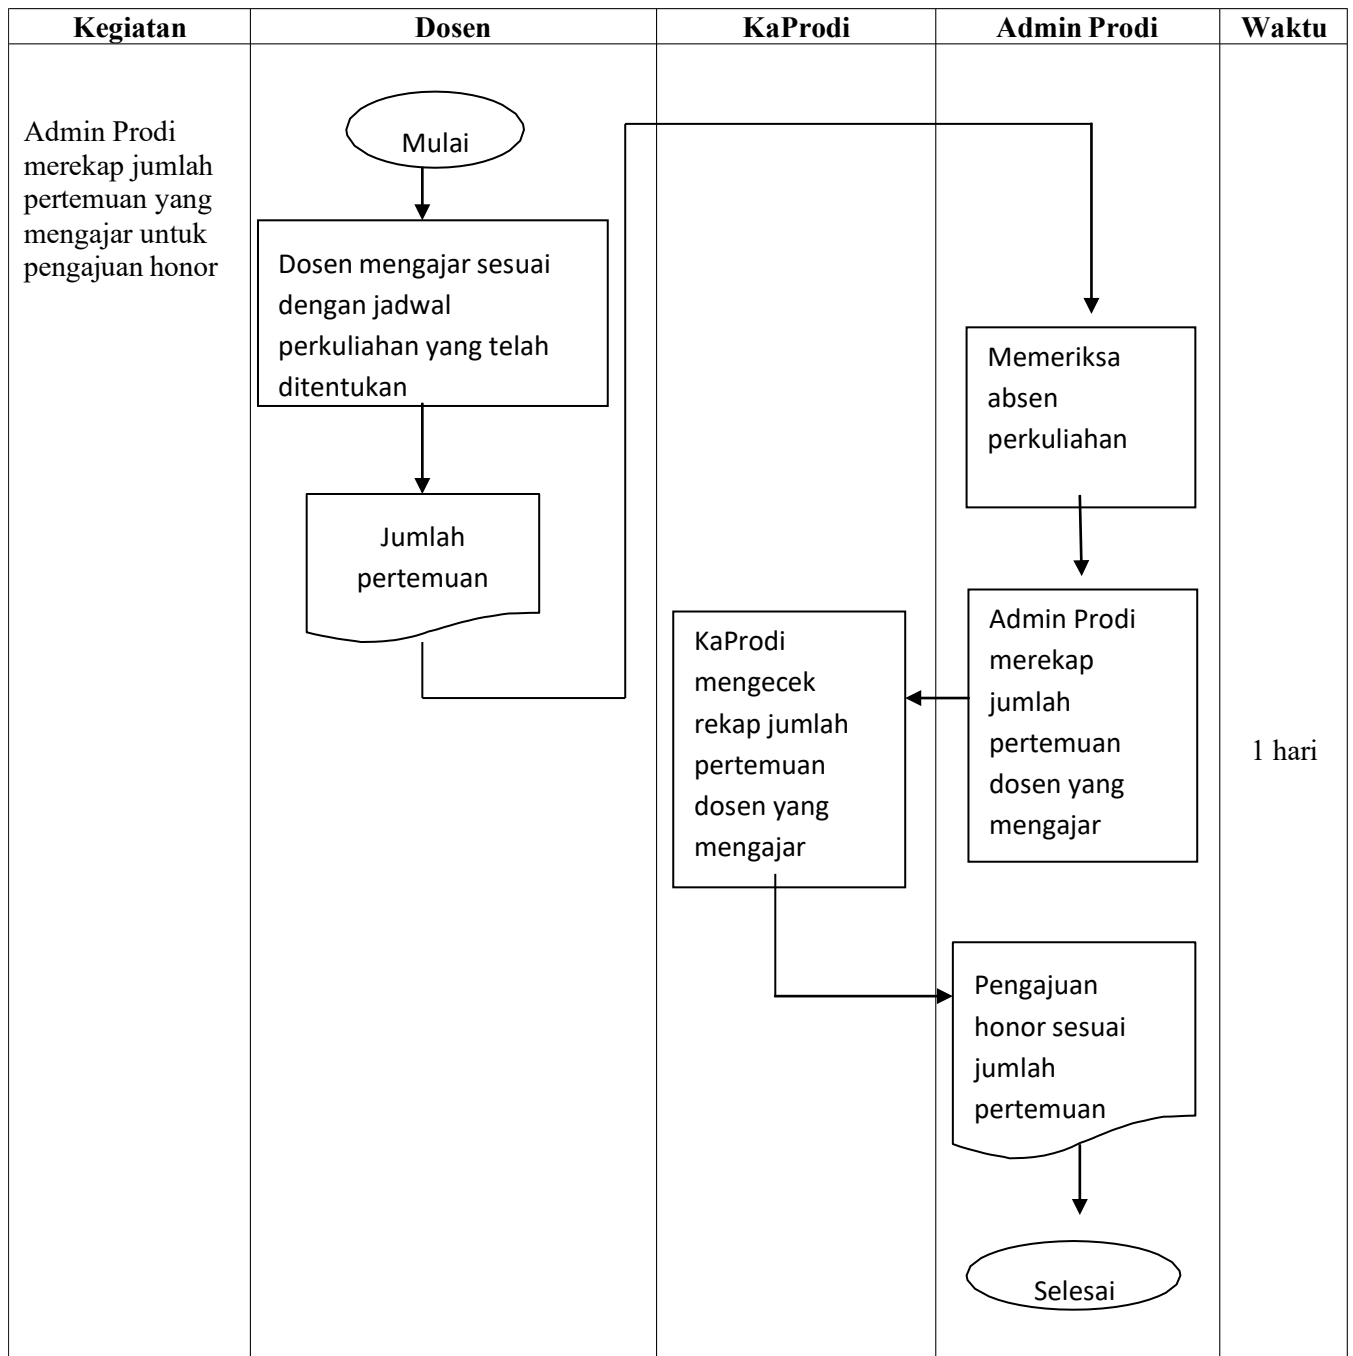 Kegiatan
Dosen
KaProdi
Admin Prodi
Waktu
Admin Prodi
merekap jumlah
pertemuan yang
mengajar untuk
pengajuan honor
Mulai
Dosen mengajar sesuai
dengan jadwal
perkuliahan yang telah
ditentukan
Jumlah
pertemuan
Memeriksa
absen
perkuliahan
Admin Prodi
merekap
jumlah
pertemuan
dosen yang
mengajar
KaProdi
mengecek
rekap jumlah
pertemuan
dosen yang
mengajar
1 hari
Pengajuan
honor sesuai
jumlah
pertemuan
Selesai